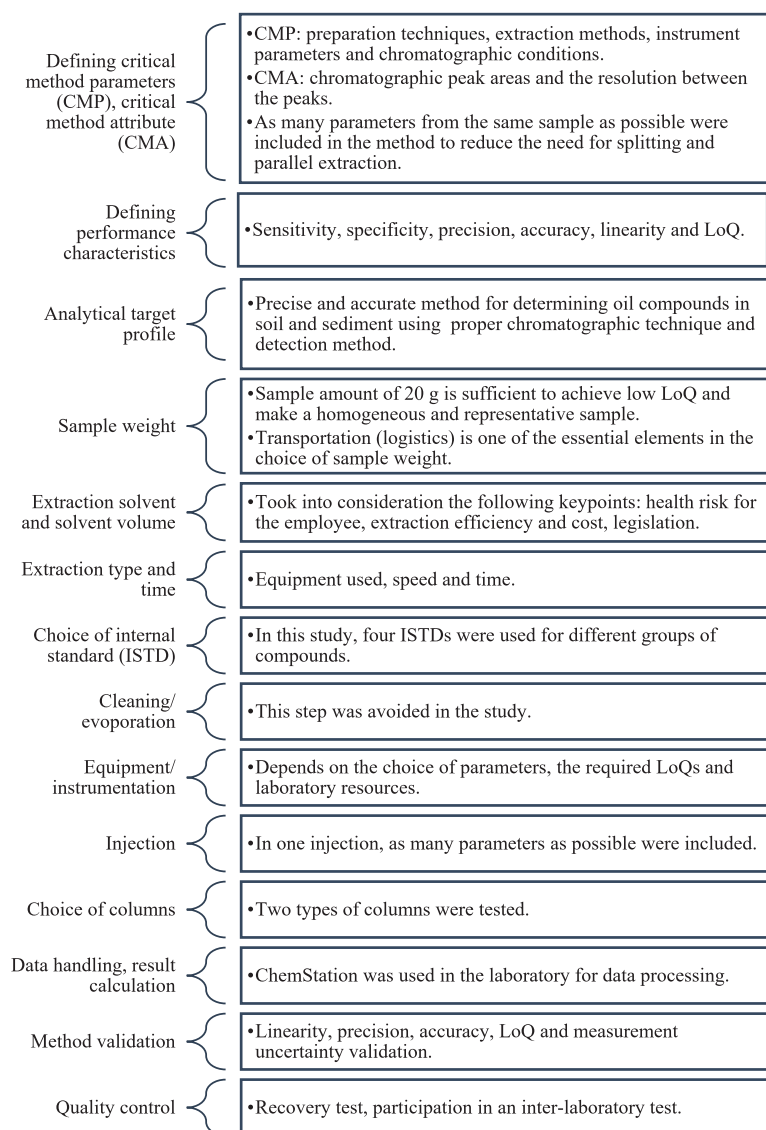 Defining critical
method parameters
(CMP), critical
method attribute
(CMA)
•CMP: preparation techniques, extraction methods, instrument
parameters and chromatographic conditions.
•CMA: chromatographic peak areas and the resolution between
the peaks.
•As many parameters from the same sample as possible were
included in the method to reduce the need for splitting and
parallel extraction.
Defining
performance
characteristics
•Sensitivity, specificity, precision, accuracy, linearity and LoQ.
Analytical target
profile
•Precise and accurate method for determining oil compounds in
soil and sediment using proper chromatographic technique and
detection method.
Sample weight
•Sample amount of 20 g is sufficient to achieve low LoQ and
make a homogeneous and representative sample.
•Transportation (logistics) is one of the essential elements in the
choice of sample weight.
Extraction solvent
and solvent volume
•Took into consideration the following keypoints: health risk for
the employee, extraction efficiency and cost, legislation.
Extraction type and
time
•Equipment used, speed and time.
Choice of internal
standard (ISTD)
•In this study, four ISTDs were used for different groups of
compounds.
Cleaning/
evoporation
•This step was avoided in the study.
Equipment/
instrumentation
•Depends on the choice of parameters, the required LoQs and
laboratory resources.
Injection
•In one injection, as many parameters as possible were included.
Choice of columns
•Two types of columns were tested.
Data handling, result
calculation
•ChemStation was used in the laboratory for data processing.
Method validation
•Linearity, precision, accuracy, LoQ and measurement
uncertainty validation.
Quality control
•Recovery test, participation in an inter-laboratory test.